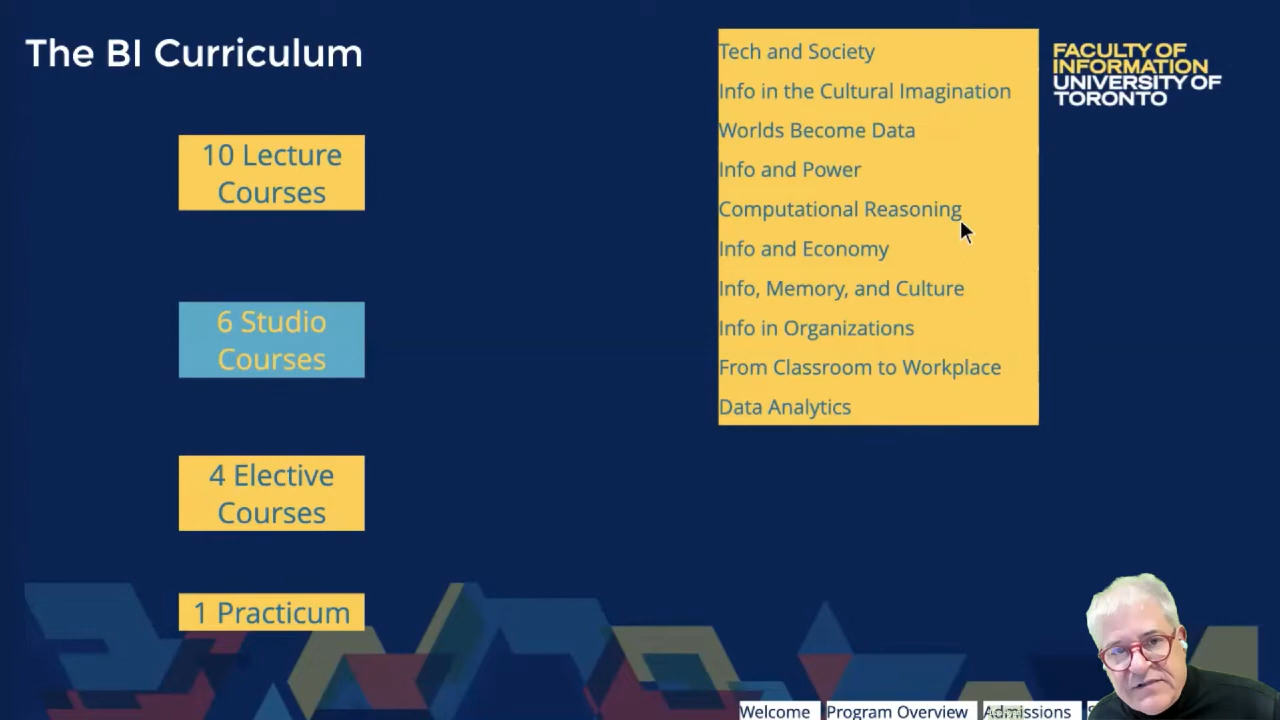 The BI Curriculum
10 Lecture
Courses
6 Studio
Courses
4 Elective
Courses
1 Practicum
Tech and Society
Info in the Cultural Imagination
Worlds Become Data
Info and Power
Computational Reasoning
Info and Economy
Info, Memory, and Culture
Info in Organizations
From Classroom to Workplace
Data Analytics
FACULTY OF
INFORMATION
UNIVERSITY OF
TORONTO
Welcome
Program Overview
Admissions